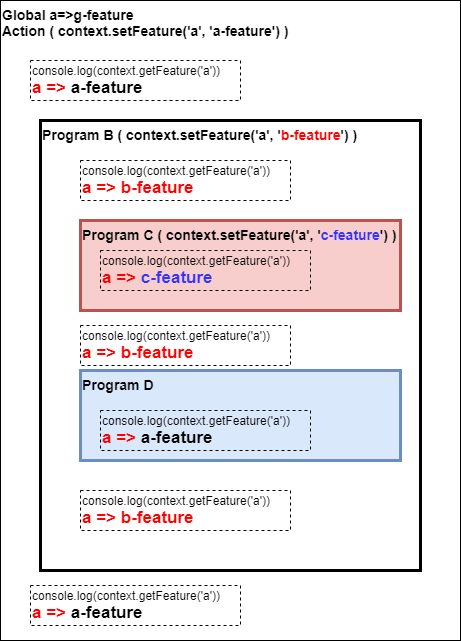 Global a=>g-feature
Action ( context.setFeature('a', 'a-feature') )
console.log(context.getFeature('a'))
a => a-feature
Program B ( context.setFeature('a', 'b-feature') )
console.log(context.getFeature('a'))
a => b-feature
Program C ( context.setFeature('a', 'c-feature') )
console.log(context.getFeature('a'))
a => c-feature
console.log(context.getFeature('a'))
a => b-feature
Program D
console.log(context.getFeature('a'))
a => a-feature
console.log(context.getFeature('a'))
a => b-feature
console.log(context.getFeature('a'))
a => a-feature